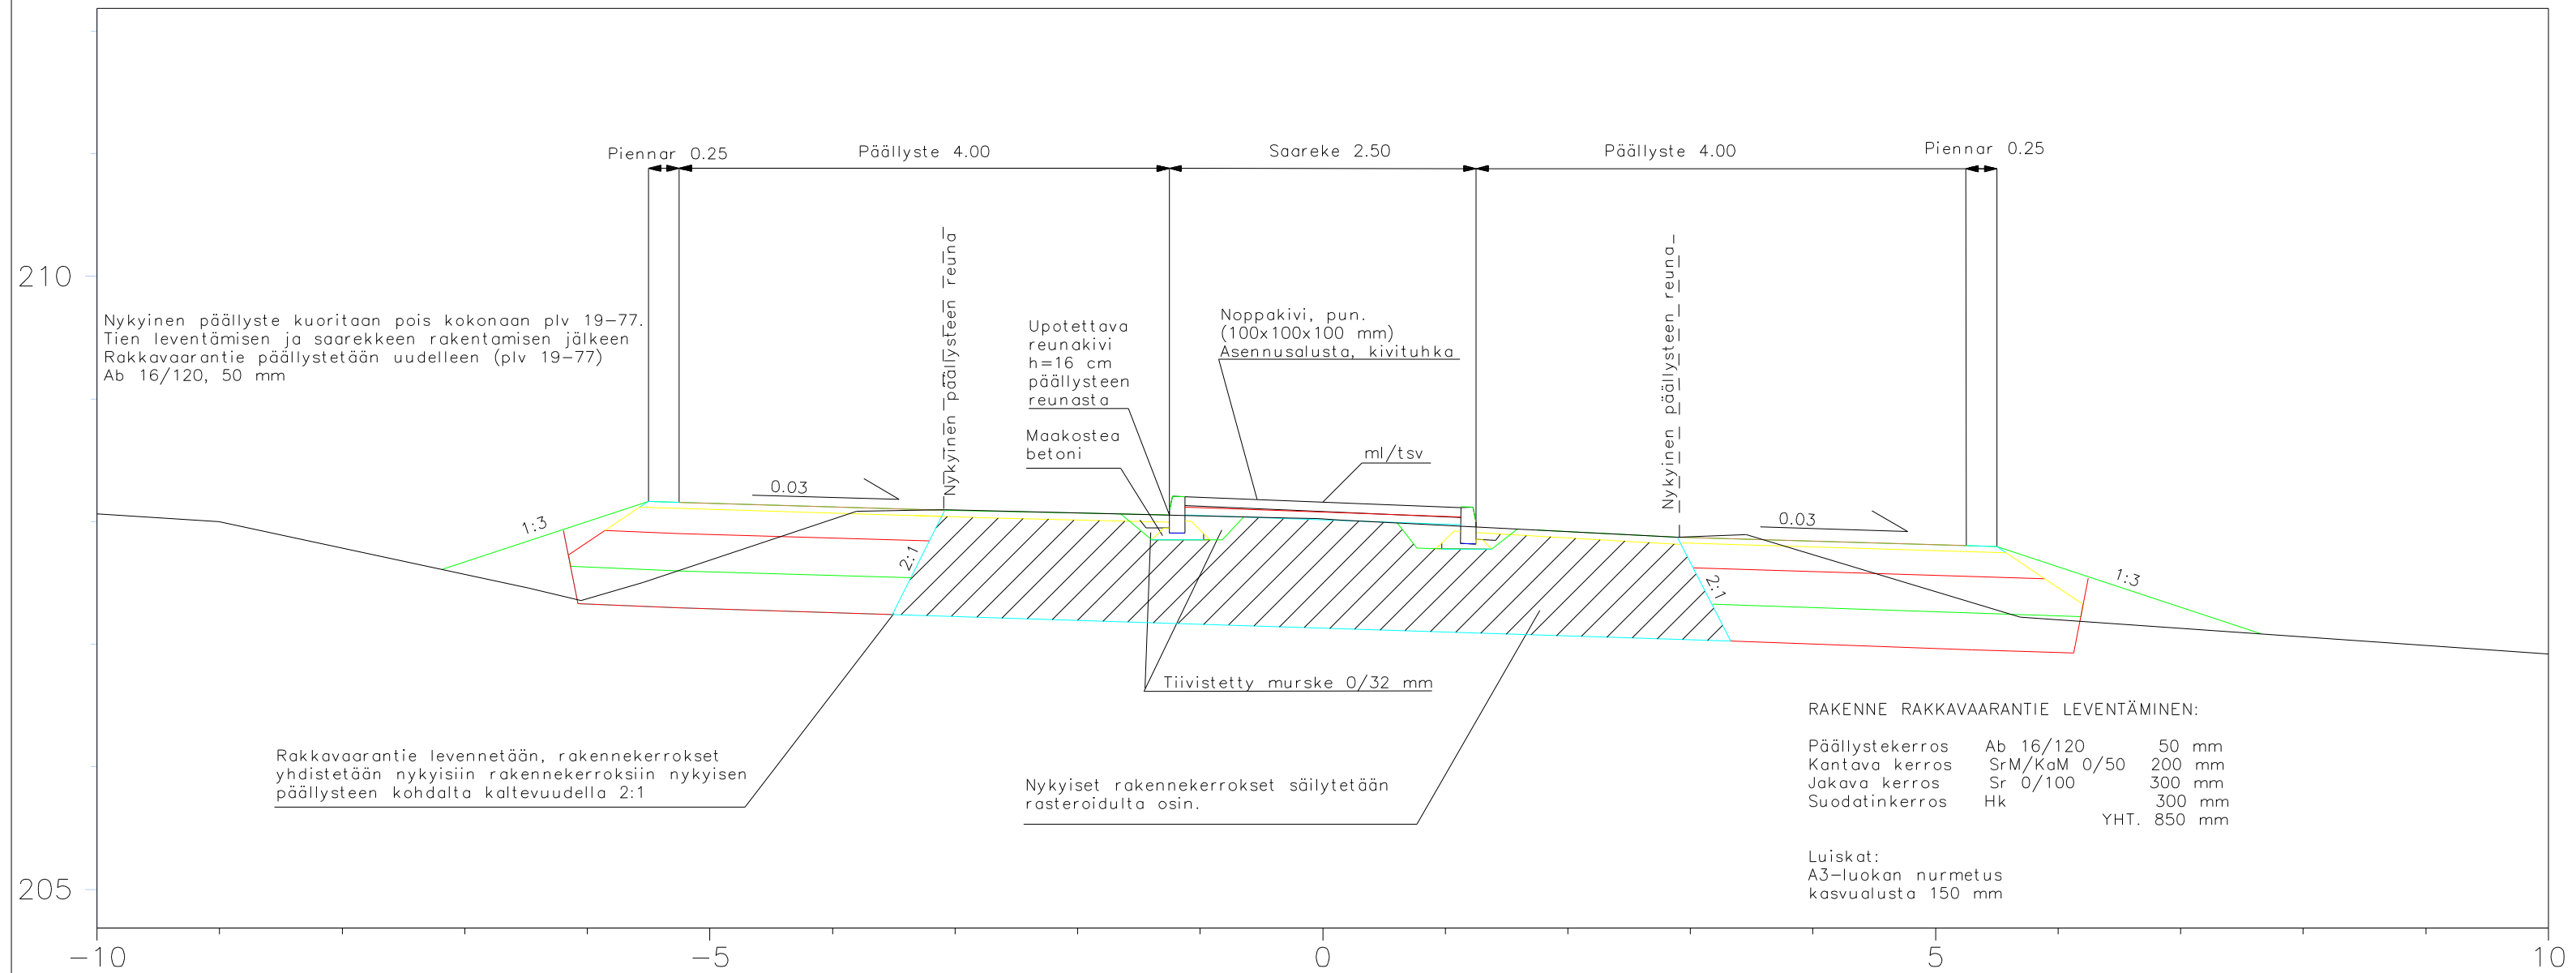 Piennar 0.25
Päällyste 4.00
Saareke 2.50
Päällyste 4.00
Piennar 0.25
210
Nykyinen päällyste kuoritaan pois kokonaan plv 19-77.
Tien leventämisen ja saarekkeen rakentamisen jälkeen
Rakkavaarantie päällystetään uudelleen (plv 19-77)
Ab 16/120, 50 mm
Nykyinen päällysteen reuna
Upotettava
reunakivi
h=16 cm
päällysteen
reunasta
Maakostea
betoni
Noppakivi, pun.
(100x100x100 mm)
Asennusalusta, kivituhka
ml/tsv
Nykyinen päällysteen reuna
0.03
0.03
1:3
2:1
2:1
1:3
Tiivistetty murske 0/32 mm
Rakkavaarantie levennetään, rakennekerrokset
yhdistetään nykyisiin rakennekerroksiin nykyisen
päällysteen kohdalta kaltevuudella 2:1
Nykyiset rakennekerrokset säilytetään
rasteroidulta osin.
RAKENNE RAKKAVAARANTIE LEVENTÄMINEN:
Päällystekerros Ab 16/120 50 mm
Kantava kerros SrM/KaM 0/50 200 mm
Jakava kerros Sr 0/100 300 mm
Suodatinkerros Hk 300 mm
YHT. 850 mm
Luiskat:
A3-luokan nurmetus
kasvualusta 150 mm
205
-10 -5 0 5 10